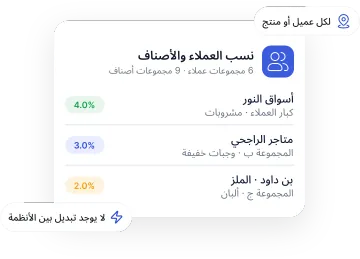 لكل عميل أو منتج
نسب العملاء والأصناف
6 مجموعات عملاء · 9 مجموعات أصناف
أسواق النور
كبار العملاء · مشروبات
4.0%
متاجر الراجحي
المجموعة ب · وجبات خفيفة
3.0%
بن داود · الملز
المجموعة ج · ألبان
2.0%
لا يوجد تبديل بين الأنظمة